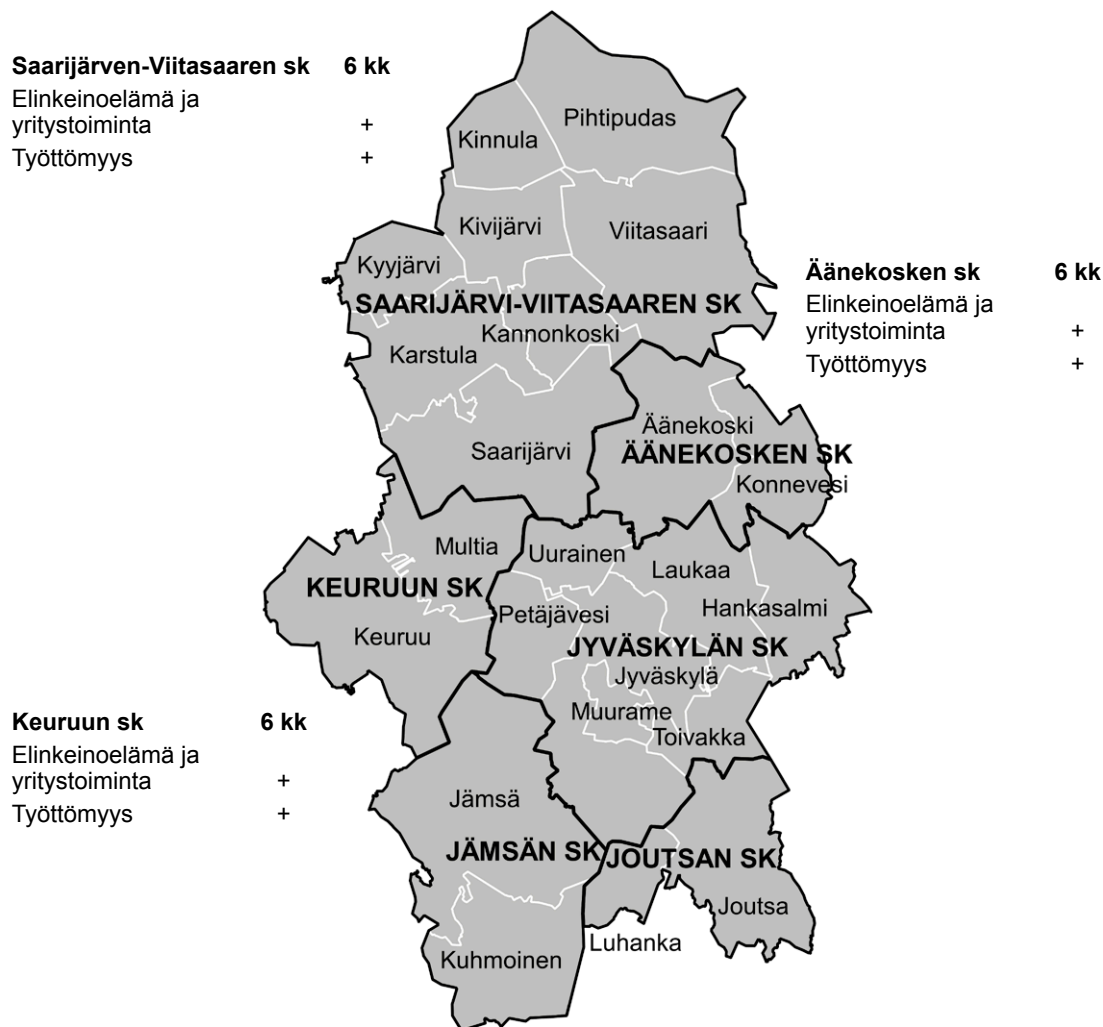 Saarijärven-Viitasaaren sk 6 kk
Elinkeinoelämä ja
yritystoiminta +
Työttömyys +
Pihtipudas
Kinnula
Kivijärvi
Viitasaari
Kyyjärvi
Äänekosken sk 6 kk
SAARIJÄRVI-VIITASAAREN SK
Elinkeinoelämä ja
yritystoiminta +
Työttömyys +
Kannonkoski
Karstula
Äänekoski
Saarijärvi
ÄÄNEKOSKEN SK
Konnevesi
Multia
Uurainen
Laukaa
KEURUUN SK
Petäjävesi
Hankasalmi
Keuruu
JYVÄSKYLÄN SK
Jyväskylä
Muurame
Toivakka
Keuruun sk 6 kk
Elinkeinoelämä ja
yritystoiminta +
Työttömyys +
Jämsä
JÄMSÄN SK
JOUTSAN SK
Joutsa
Luhanka
Kuhmoinen